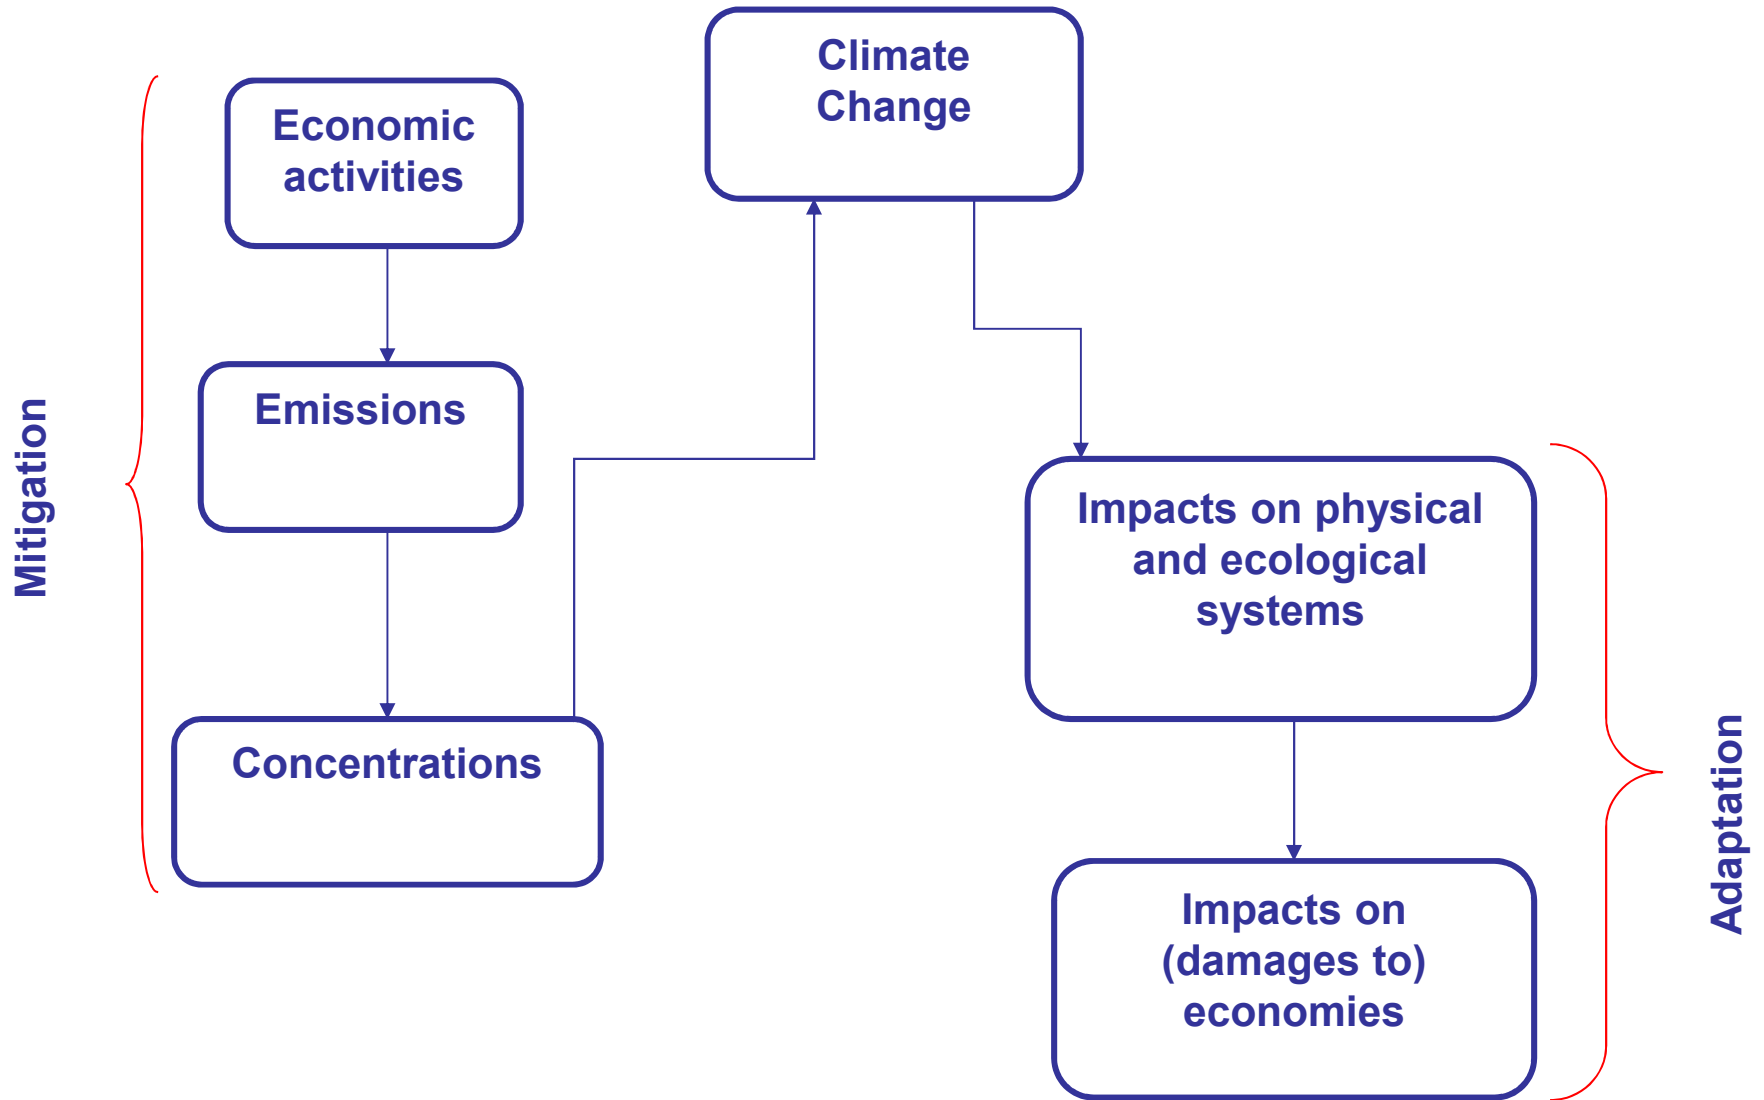 Mitigation
Economic
activities
Emissions
Concentrations
Climate
Change
Impacts on physical
and ecological
systems
Impacts on
(damages to)
economies
Adaptation